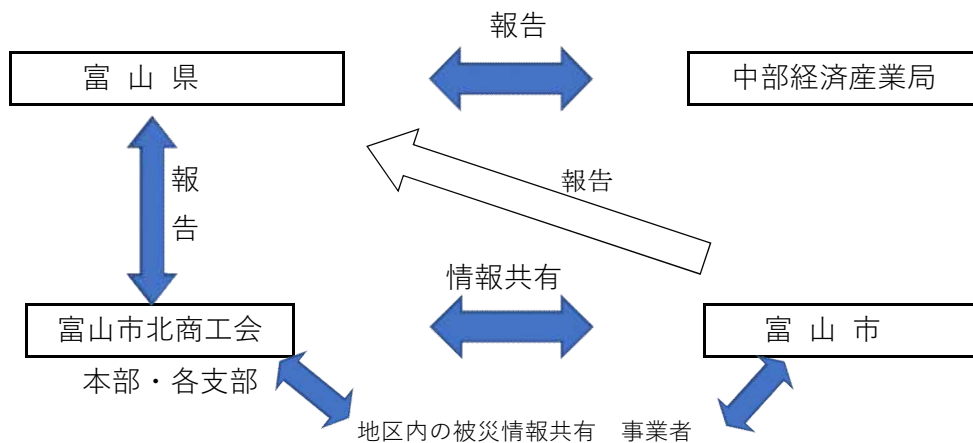 報告
富 山 県
中部経済産業局
報
告
報告
情報共有
富山市北商工会
富 山 市
本部・各支部
地区内の被災情報共有　事業者